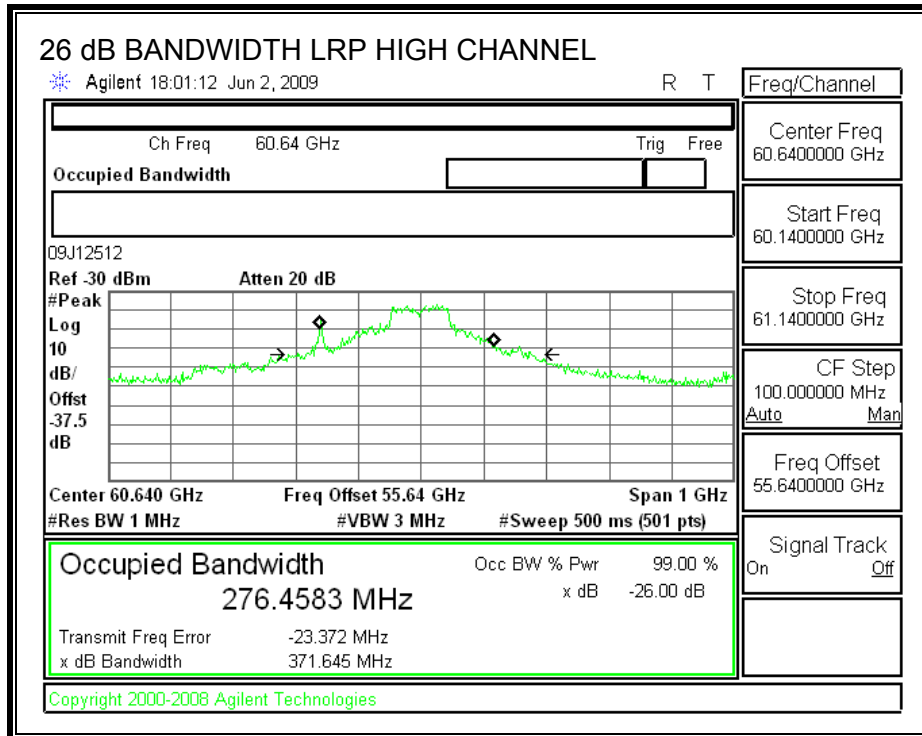 26 dB BANDWIDTH LRP HIGH CHANNEL
Agilent 18:01:12 Jun 2, 2009 R T
Freq/Channel
Ch Freq 60.64 GHz Trig Free
Occupied Bandwidth
Center Freq
60.6400000 GHz
Start Freq
60.1400000 GHz
Stop Freq
61.1400000 GHz
CF Step
100.000000 MHz
Auto Man
Freq Offset
55.6400000 GHz
Signal Track
On Off
09J12512
Ref -30 dBm Atten 20 dB
#Peak
Log
10
dB/
Offst
-37.5
dB
Center 60.640 GHz Freq Offset 55.64 GHz Span 1 GHz
#Res BW 1 MHz #VBW 3 MHz #Sweep 500 ms (501 pts)
Occupied Bandwidth Occ BW % Pwr 99.00 %
276.4583 MHz x dB -26.00 dB
Transmit Freq Error -23.372 MHz
x dB Bandwidth 371.645 MHz
Copyright 2000-2008 Agilent Technologies